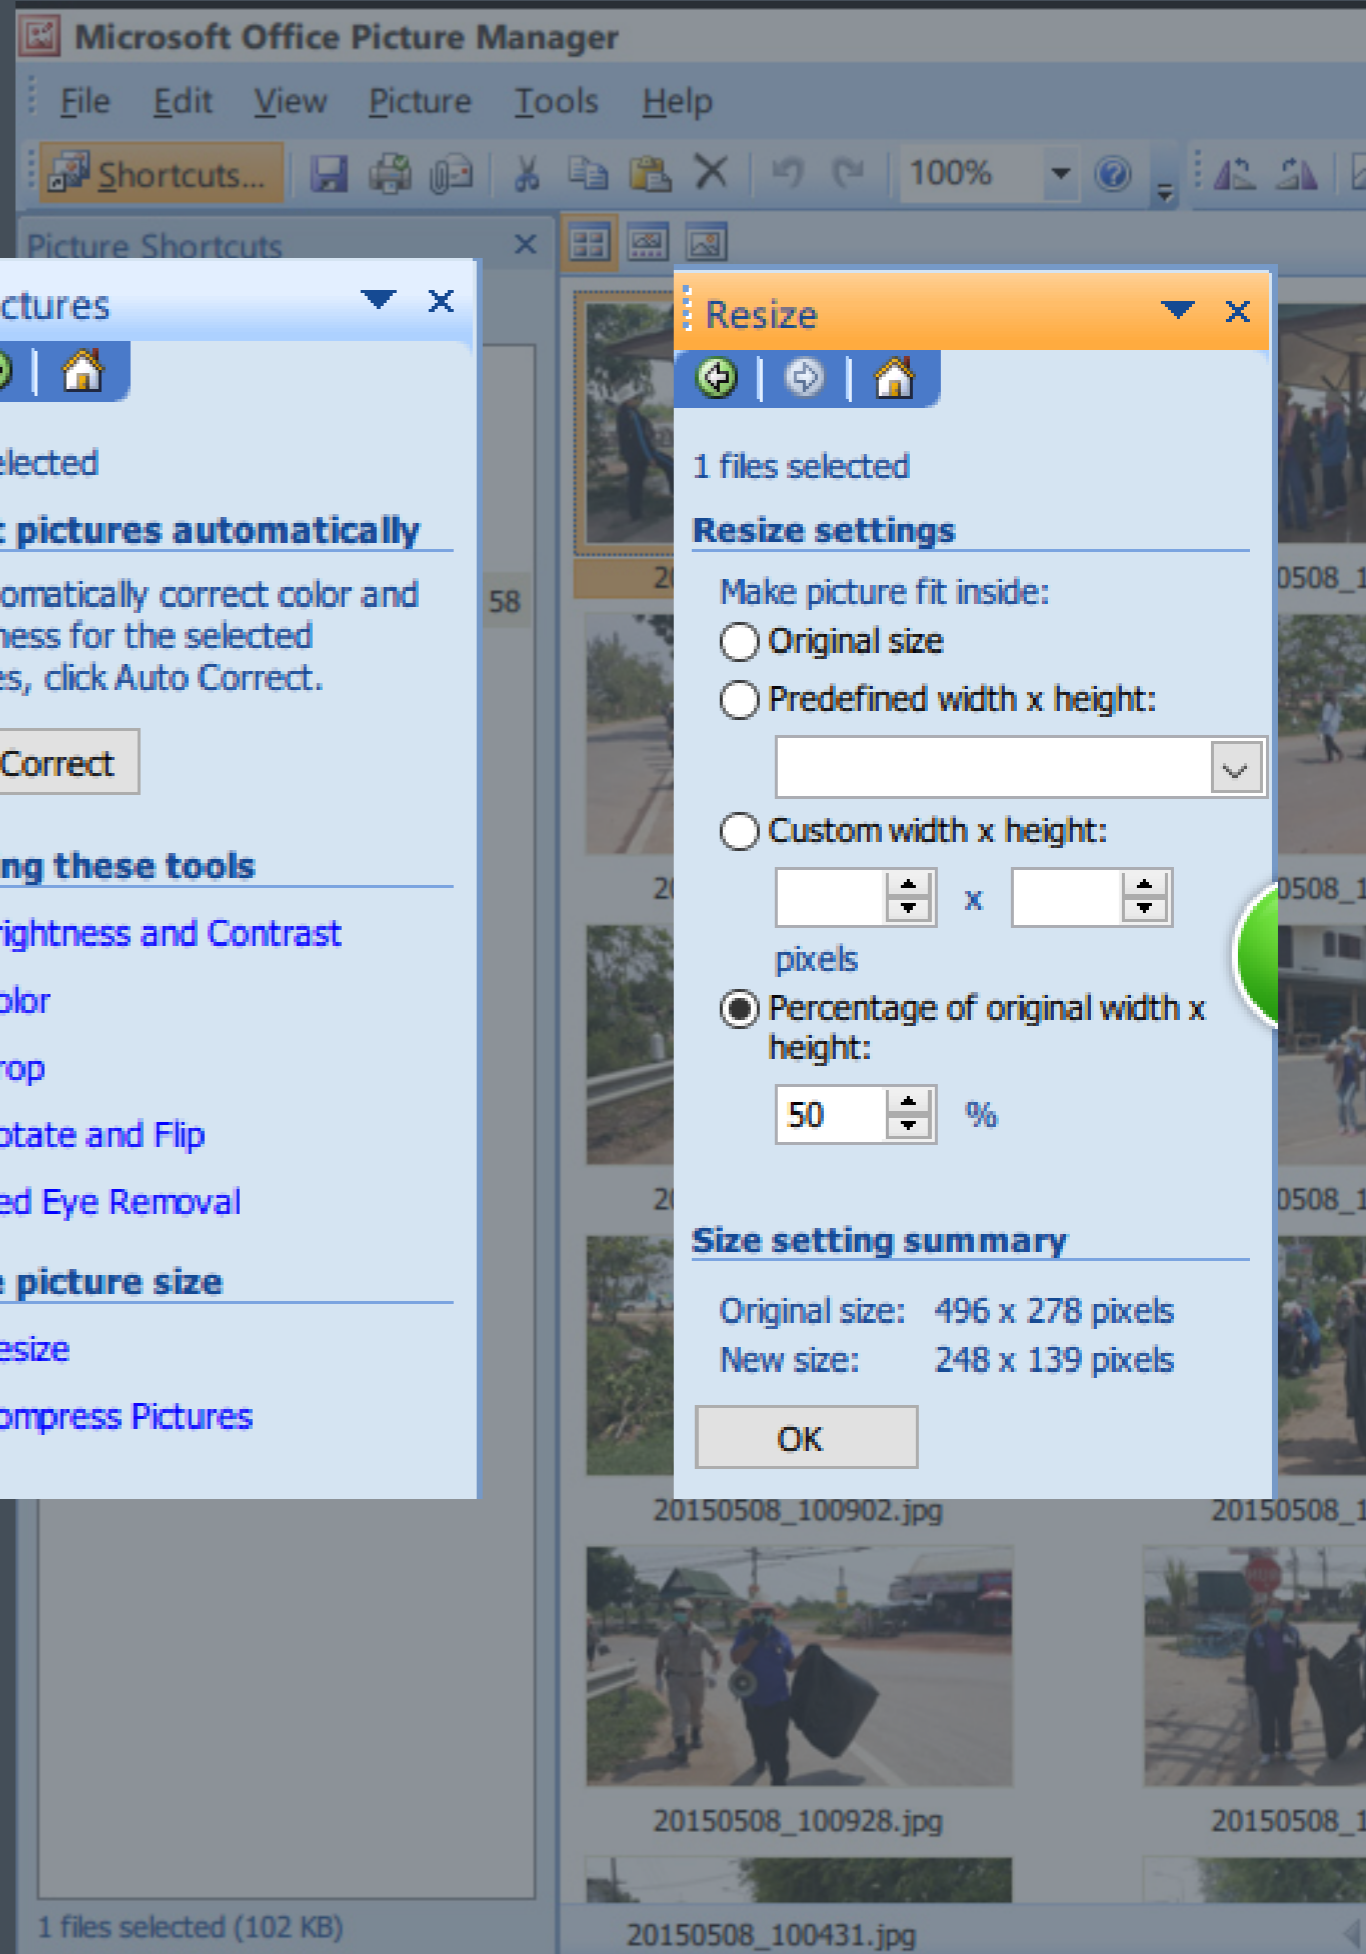 Microsoft Office Picture Manager
File Edit View Picture Tools Help
Shortcuts... 100%
Picture Shortcuts
ctures
elected
t pictures automatically
omatically correct color and
ness for the selected
es, click Auto Correct.
Correct
ng these tools
rightness and Contrast
olor
rop
otate and Flip
ed Eye Removal
e picture size
esize
ompress Pictures
58
Resize
1 files selected
Resize settings
Make picture fit inside:
Original size
Predefined width x height:
Custom width x height:
x
pixels
Percentage of original width x
height:
50 %
Size setting summary
Original size: 496 x 278 pixels
New size: 248 x 139 pixels
OK
0508_1
0508_1
0508_1
20150508_100902.jpg 20150508_1
20150508_100928.jpg 20150508_1
1 files selected (102 KB)
20150508_100431.jpg